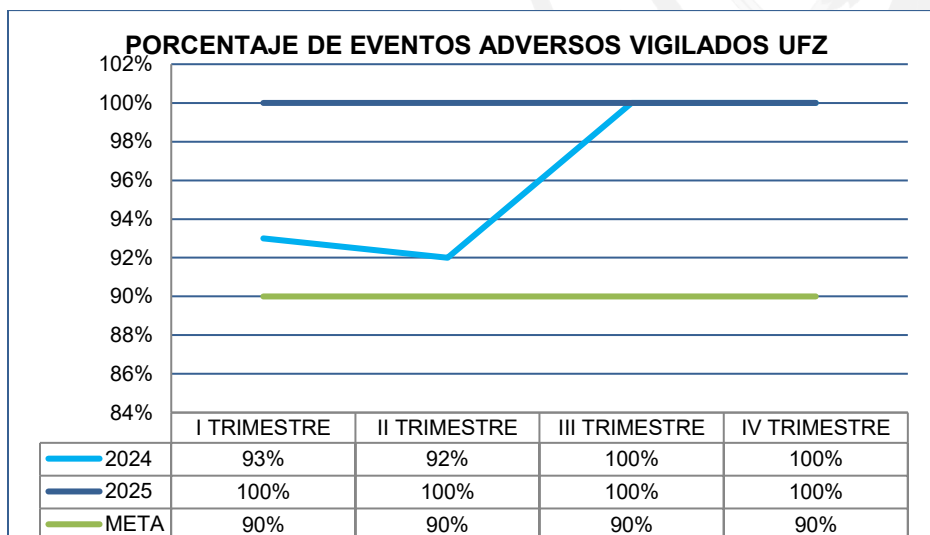 PORCENTAJE DE EVENTOS ADVERSOS VIGILADOS UFZ
102%
100%
98%
96%
94%
92%
90%
88%
86%
84%
I TRIMESTRE II TRIMESTRE III TRIMESTRE IV TRIMESTRE
2024 93% 92% 100% 100%
2025 100% 100% 100% 100%
META 90% 90% 90% 90%